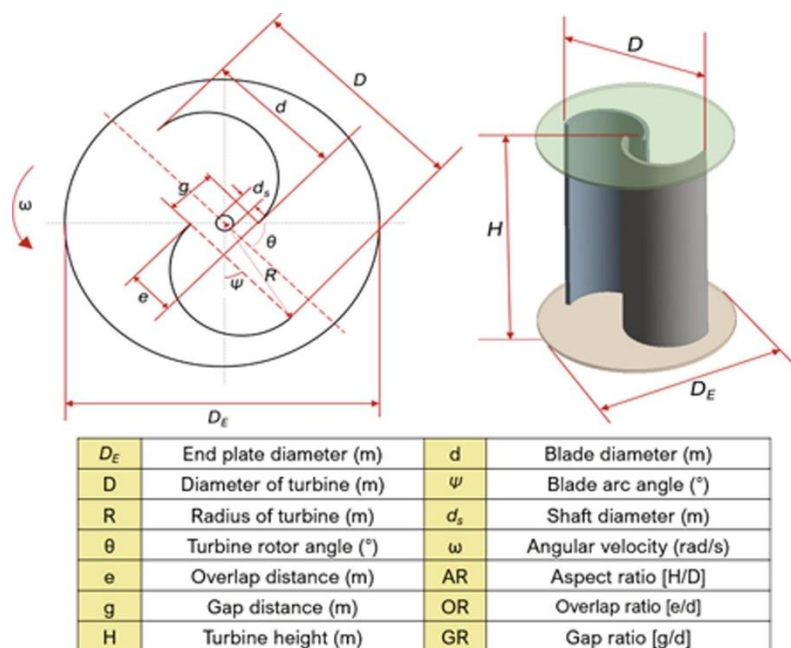 D
d
g
d_s
ω
θ
R
ψ
e
D_E
D
H
D_E
D_E End plate diameter (m) d Blade diameter (m)
D Diameter of turbine (m) Ψ Blade arc angle (°)
R Radius of turbine (m) d_s Shaft diameter (m)
θ Turbine rotor angle (°) ω Angular velocity (rad/s)
e Overlap distance (m) AR Aspect ratio [H/D]
g Gap distance (m) OR Overlap ratio [e/d]
H Turbine height (m) GR Gap ratio [g/d]